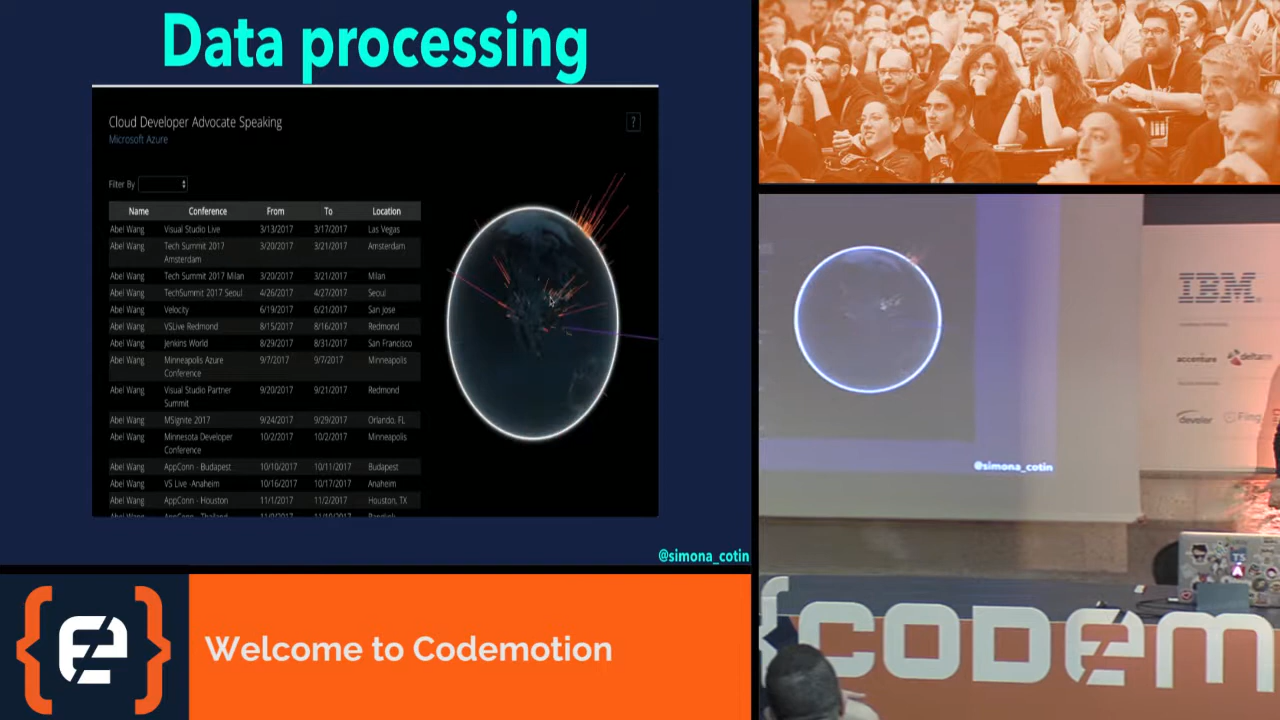 Data processing
Cloud Developer Advocate Speaking
?
Microsoft Azure
Filter By
Name Conference From To Location
Abel Wang Visual Studio Live 3/13/2017 3/17/2017 Las Vegas
Abel Wang Tech Summit 2017 3/20/2017 3/21/2017 Amsterdam
Amsterdam
Abel Wang Tech Summit 2017 Milan 3/20/2017 3/21/2017 Milan
Abel Wang TechSummit 2017 Seoul 4/26/2017 4/27/2017 Seoul
Abel Wang Velocity 6/19/2017 6/21/2017 San Jose
Abel Wang VSLive Redmond 8/15/2017 8/16/2017 Redmond
Abel Wang Jenkins World 8/29/2017 8/31/2017 San Francisco
Abel Wang Minneapolis Azure 9/7/2017 9/7/2017 Minneapolis
Conference
Abel Wang Visual Studio Partner 9/20/2017 9/21/2017 Redmond
Summit
Abel Wang MSIgnite 2017 9/24/2017 9/29/2017 Orlando, FL
Abel Wang Minnesota Developer 10/2/2017 10/2/2017 Minneapolis
Conference
Abel Wang AppConn - Budapest 10/10/2017 10/11/2017 Budapest
Abel Wang VS Live -Anaheim 10/16/2017 10/17/2017 Anaheim
Abel Wang AppConn - Houston 11/1/2017 11/2/2017 Houston, TX
@simona_cotin
Welcome to Codemotion
IBM
accenture
develer
@simona_cotin
TS
CODEM